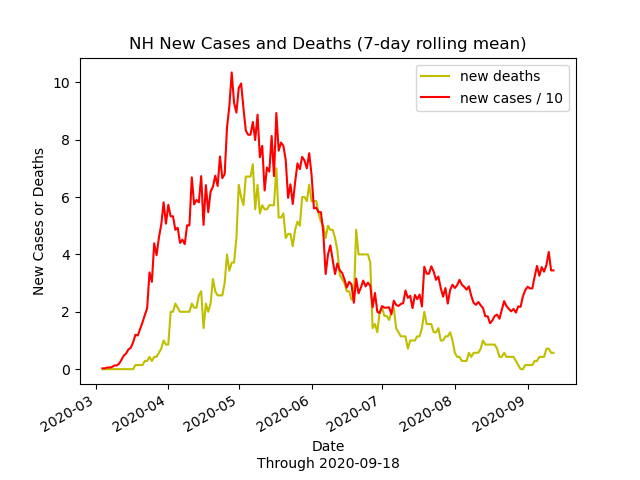 NH New Cases and Deaths (7-day rolling mean)
new deaths
new cases / 10
New Cases or Deaths
10
8
6
4
2
0
2020-03
2020-04
2020-05
2020-06
2020-07
2020-08
2020-09
Date
Through 2020-09-18